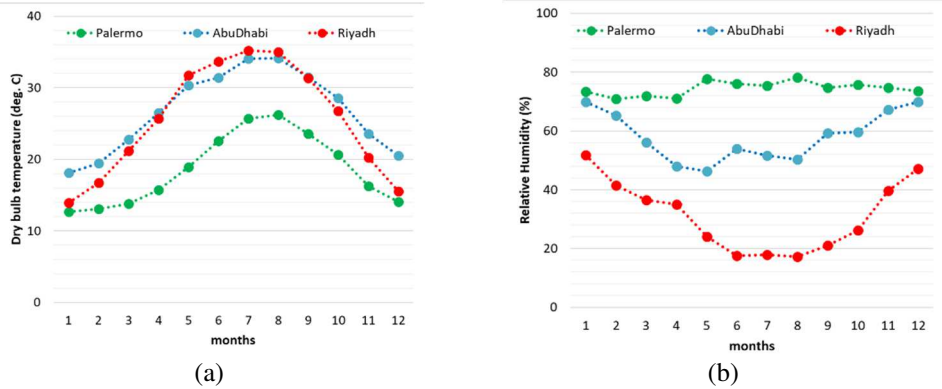 40
30
20
10
0
Palermo AbuDhabi Riyadh
Dry bulb temperature (deg. C)
1 2 3 4 5 6 7 8 9 10 11 12
months
(a)
100
80
60
40
20
0
Palermo AbuDhabi Riyadh
Relative Humidity (%)
1 2 3 4 5 6 7 8 9 10 11 12
months
(b)